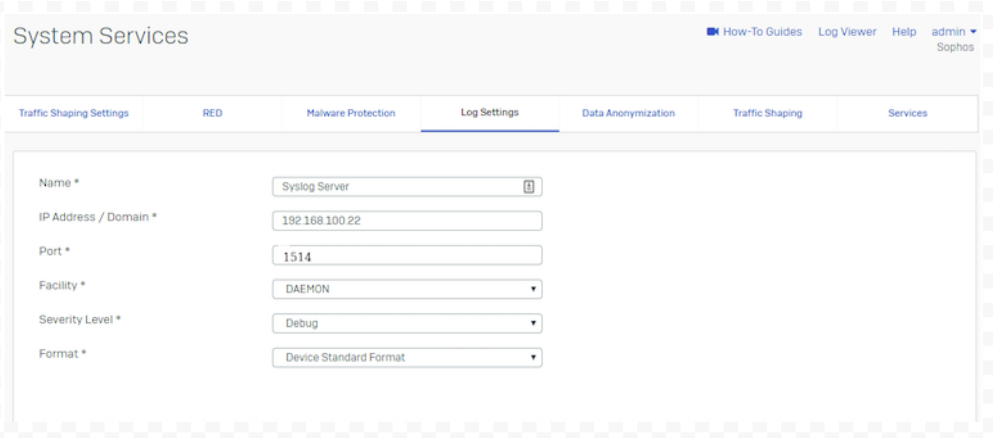 System Services
How-To Guides Log Viewer Help admin
Sophos
Traffic Shaping Settings RED Malware Protection Log Settings Data Anonymization Traffic Shaping Services
Name * Syslog Server
IP Address / Domain * 192.168.100.22
Port * 1514
Facility * DAEMON
Severity Level * Debug
Format * Device Standard Format